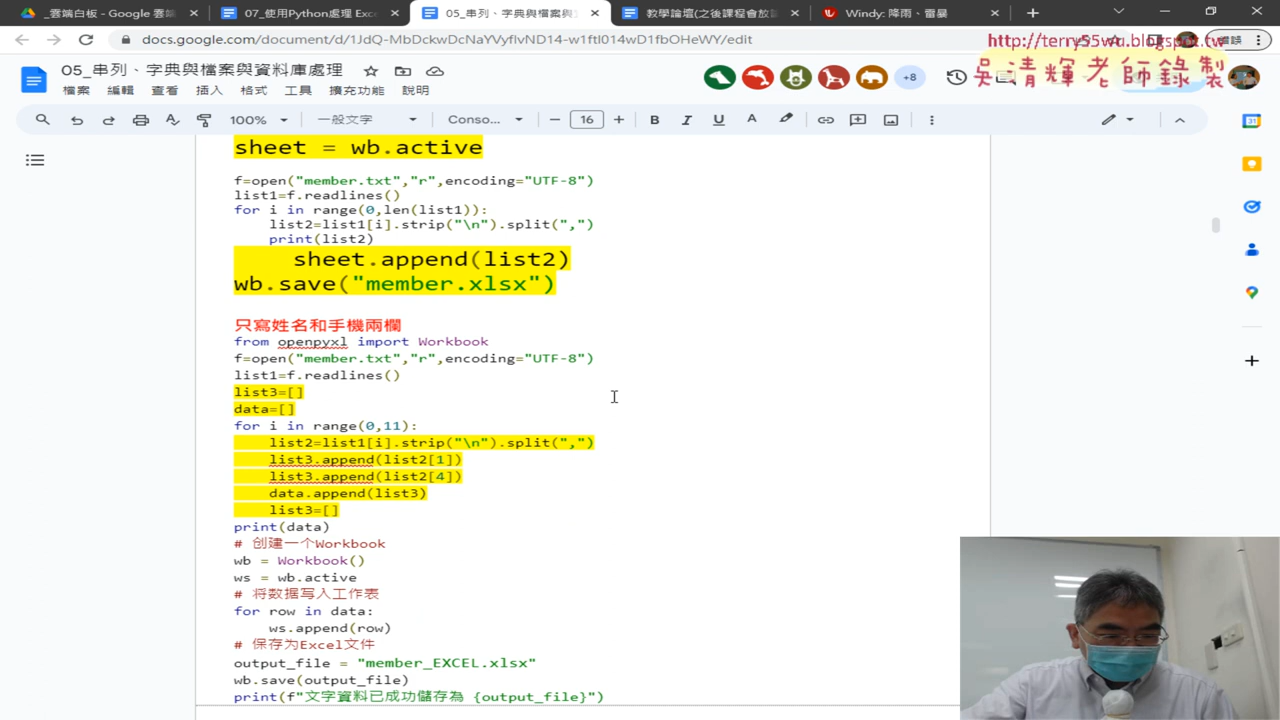 _雲端白板 - Google 雲端
07_使用Python處理 Exce
05_串列、字典與檔案與資
教學論壇(之後課程會放
Windy: 降雨、雷暴
docs.google.com/document/d/1JdQ-MbDckwDcNaYVyflvND14-w1ftI014wD1fbOHeWY/edit
http://terry55wu.blogspot.tw
吳清輝老師錄製
05_串列、字典與檔案與資料庫處理
檔案 編輯 查看 插入 格式 工具 擴充功能 說明
+8
100% 一般文字 Conso... 16
sheet = wb.active
f=open("member.txt","r",encoding="UTF-8")
list1=f.readlines()
for i in range(0,len(list1)):
list2=list1[i].strip("\n").split(",")
print(list2)
sheet.append(list2)
wb.save("member.xlsx")
只寫姓名和手機兩欄
from openpyxl import Workbook
f=open("member.txt","r",encoding="UTF-8")
list1=f.readlines()
list3=[]
data=[]
for i in range(0,11):
list2=list1[i].strip("\n").split(",")
list3.append(list2[1])
list3.append(list2[4])
data.append(list3)
list3=[]
print(data)
# 创建一个Workbook
wb = Workbook()
ws = wb.active
# 将数据写入工作表
for row in data:
ws.append(row)
# 保存为Excel文件
output_file = "member_EXCEL.xlsx"
wb.save(output_file)
print(f"文字資料已成功儲存為 {output_file}")